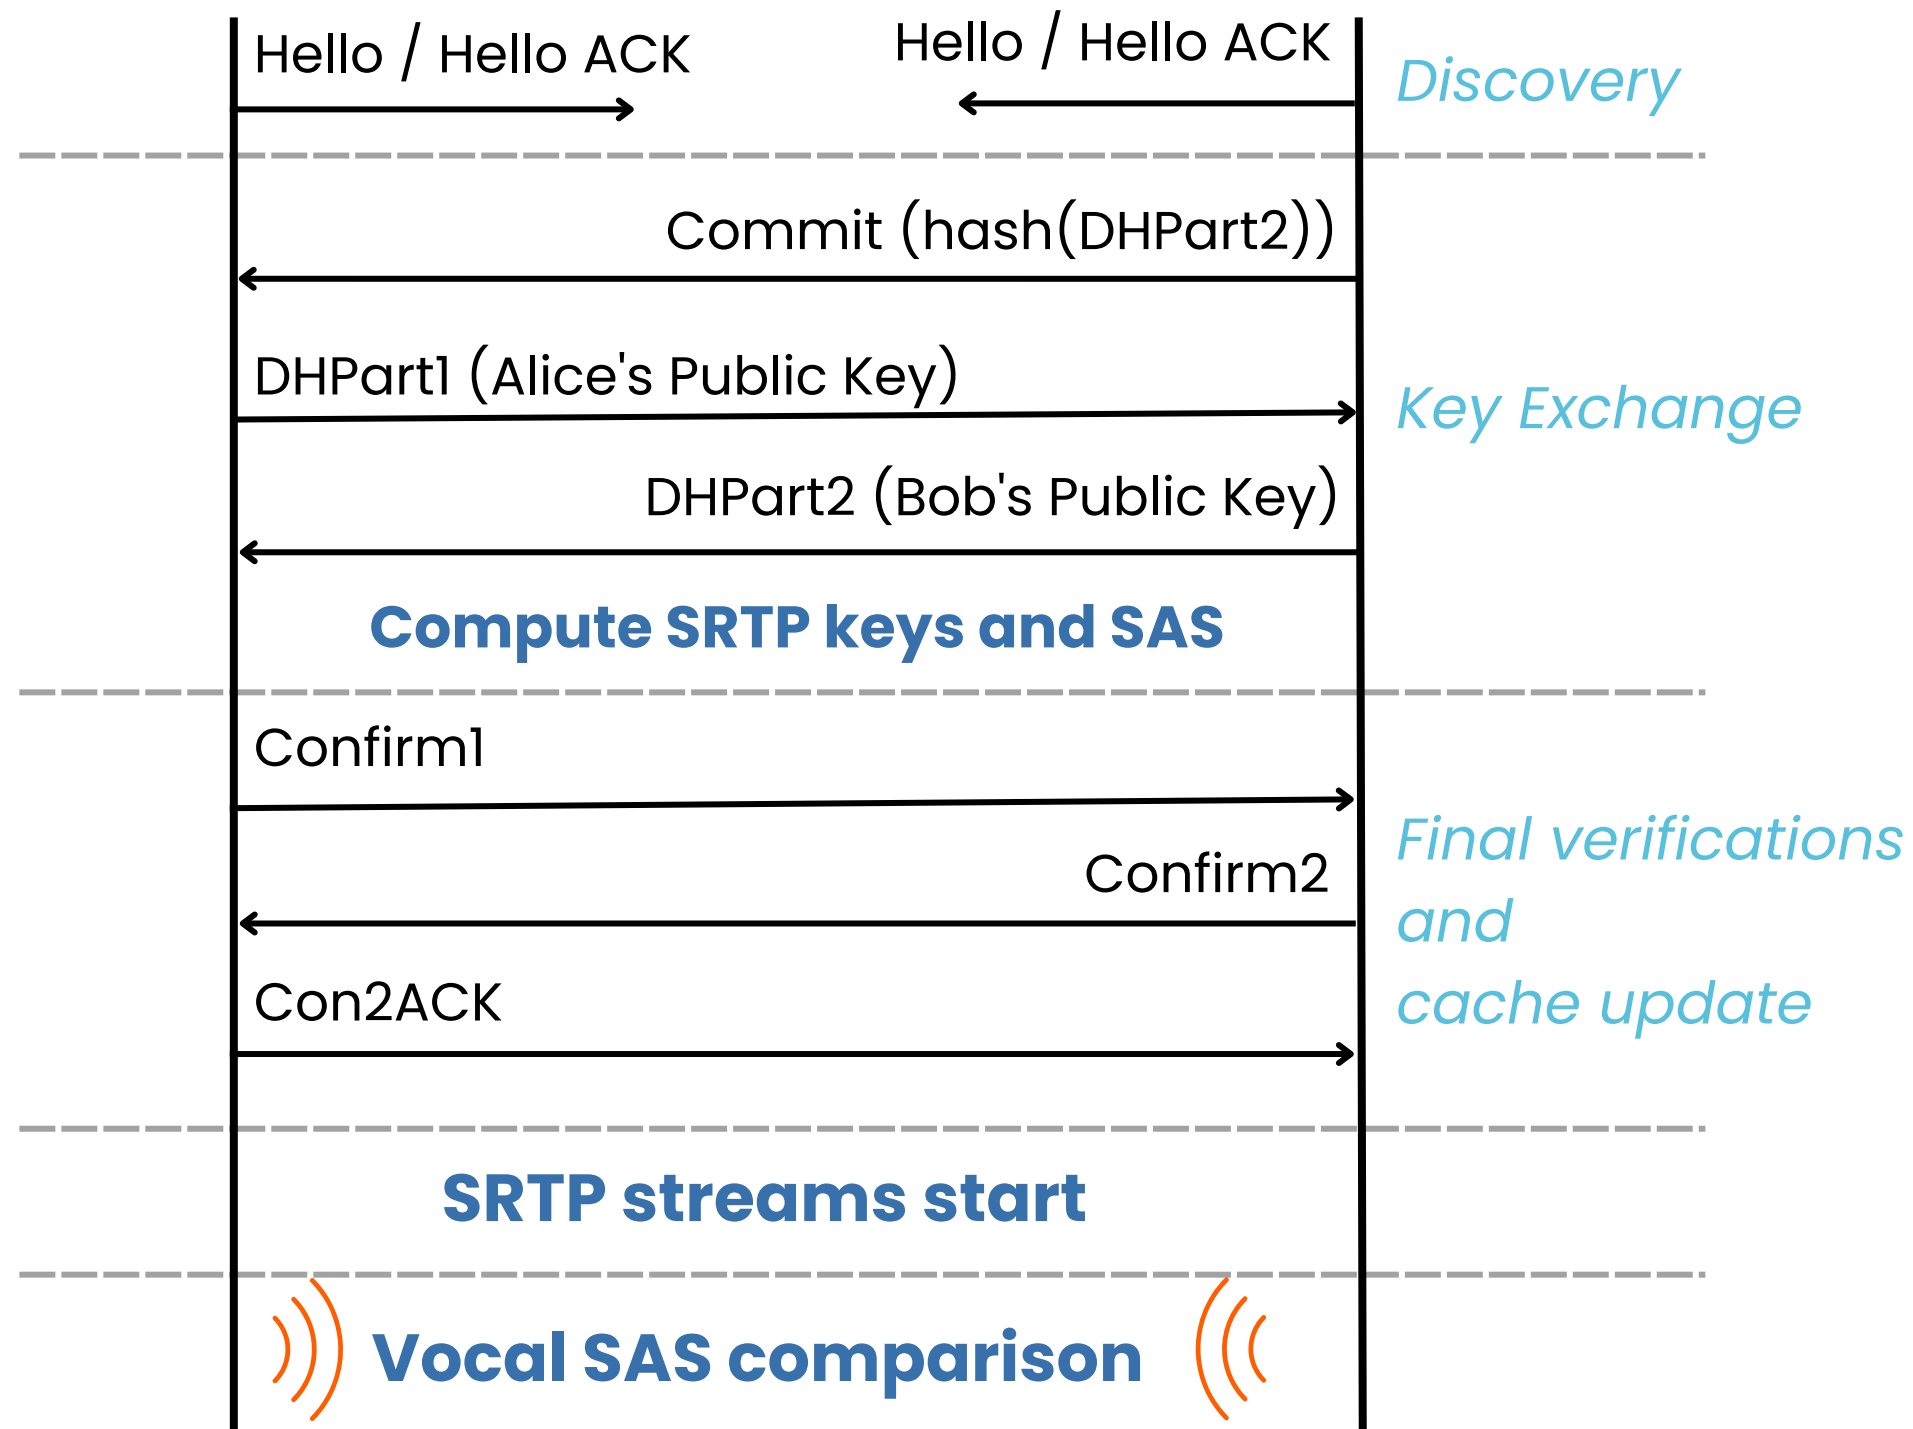 Hello / Hello ACK
Hello / Hello ACK
Discovery
Commit (hash(DHPart2))
DHPart1 (Alice's Public Key)
Key Exchange
DHPart2 (Bob's Public Key)
Compute SRTP keys and SAS
Confirm1
Final verifications
and
cache update
Confirm2
Con2ACK
SRTP streams start
Vocal SAS comparison